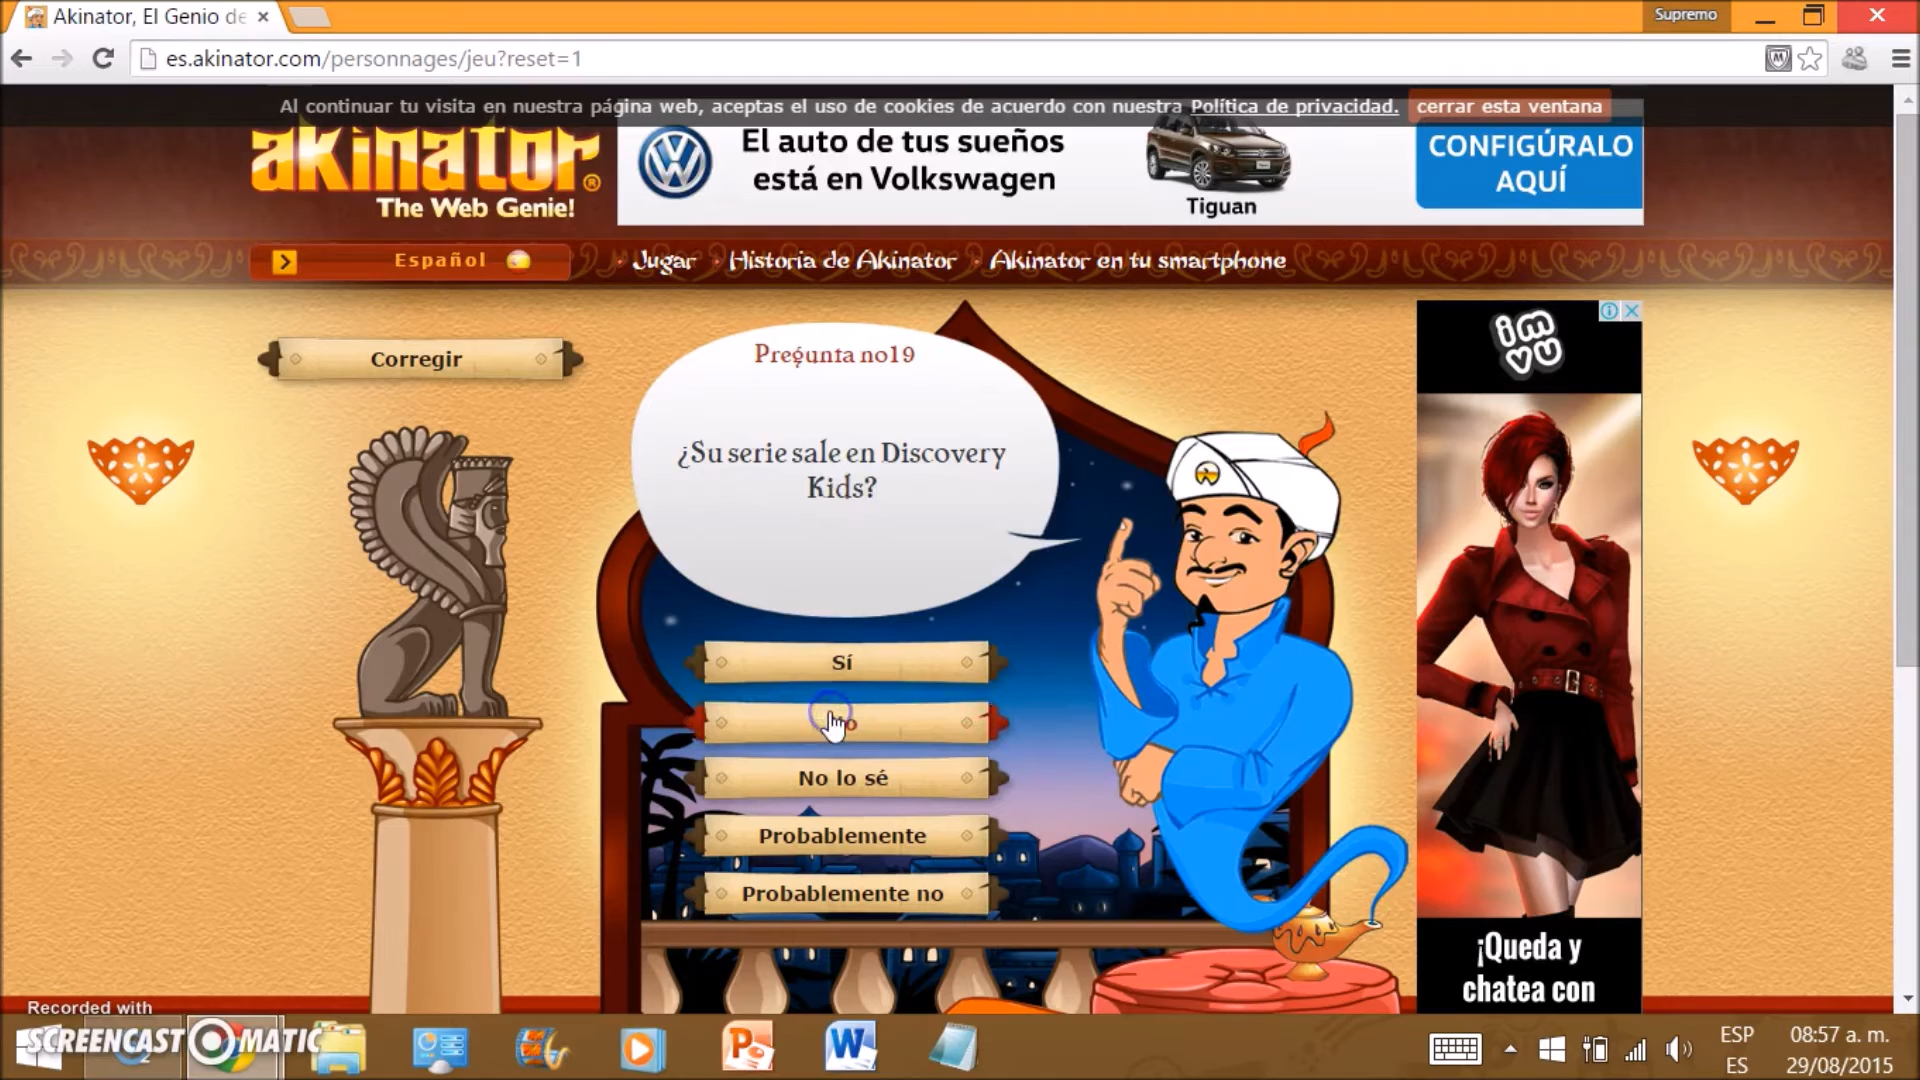 Akinator, El Genio de
Supremo
es.akinator.com/personnages/jeu?reset=1
Al continuar tu visita en nuestra página web, aceptas el uso de cookies de acuerdo con nuestra Política de privacidad. cerrar esta ventana
akinator®
The Web Genie!
El auto de tus sueños
está en Volkswagen
Tiguan
CONFIGÚRALO
AQUÍ
Español
Jugar
Historia de Akinator
Akinator en tu smartphone
Corregir
Pregunta no19
¿Su serie sale en Discovery
Kids?
Sí
No lo sé
Probablemente
Probablemente no
imvu
¡Queda y
chatea con
Recorded with
SCREENCAST MATIC
ESP
ES
08:57 a. m.
29/08/2015